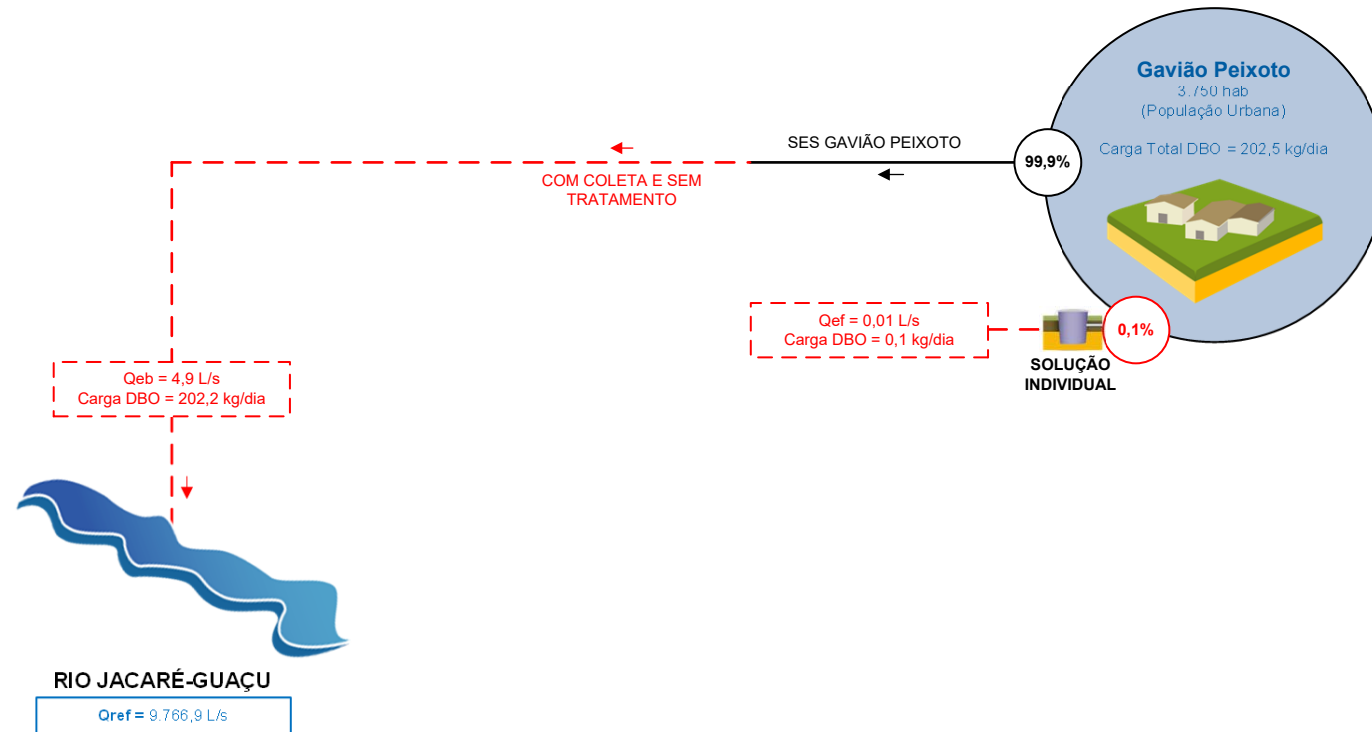 Gavião Peixoto
3.750 hab
(População Urbana)
Carga Total DBO = 202,5 kg/dia
SES GAVIÃO PEIXOTO
99,9%
COM COLETA E SEM
TRATAMENTO
Qef = 0,01 L/s
Carga DBO = 0,1 kg/dia
0,1%
SOLUÇÃO
INDIVIDUAL
Qeb = 4,9 L/s
Carga DBO = 202,2 kg/dia
RIO JACARÉ-GUAÇU
Qref = 9.766,9 L/s